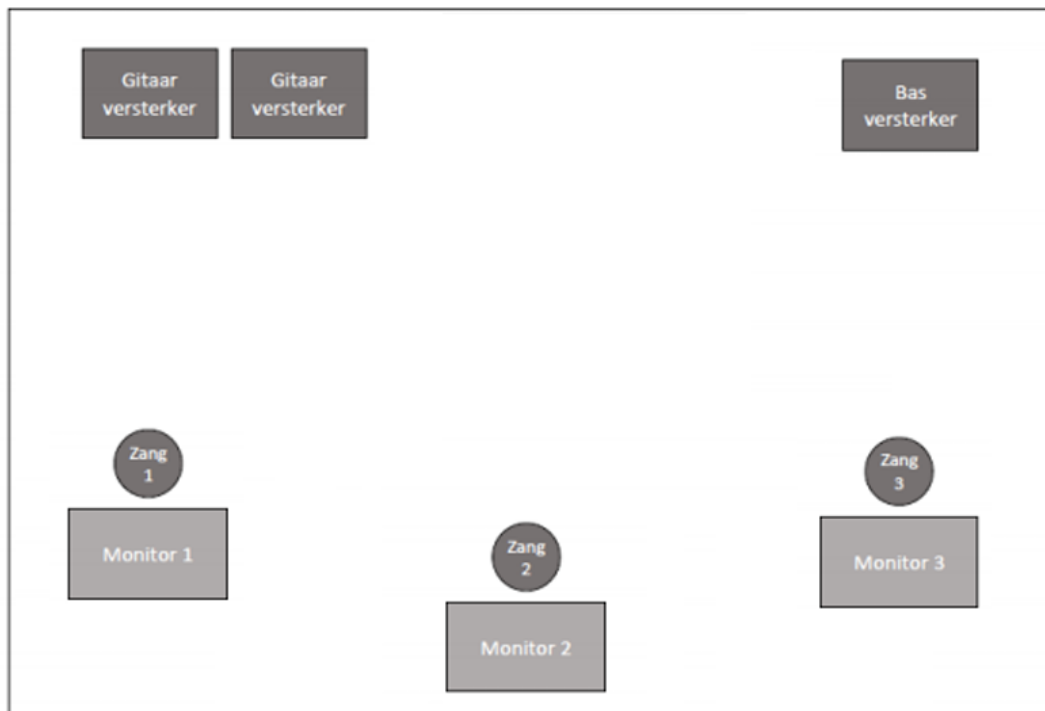 Gitaar
versterker
Gitaar
versterker
Bas
versterker
Zang
1
Zang
3
Monitor 1
Monitor 3
Zang
2
Monitor 2